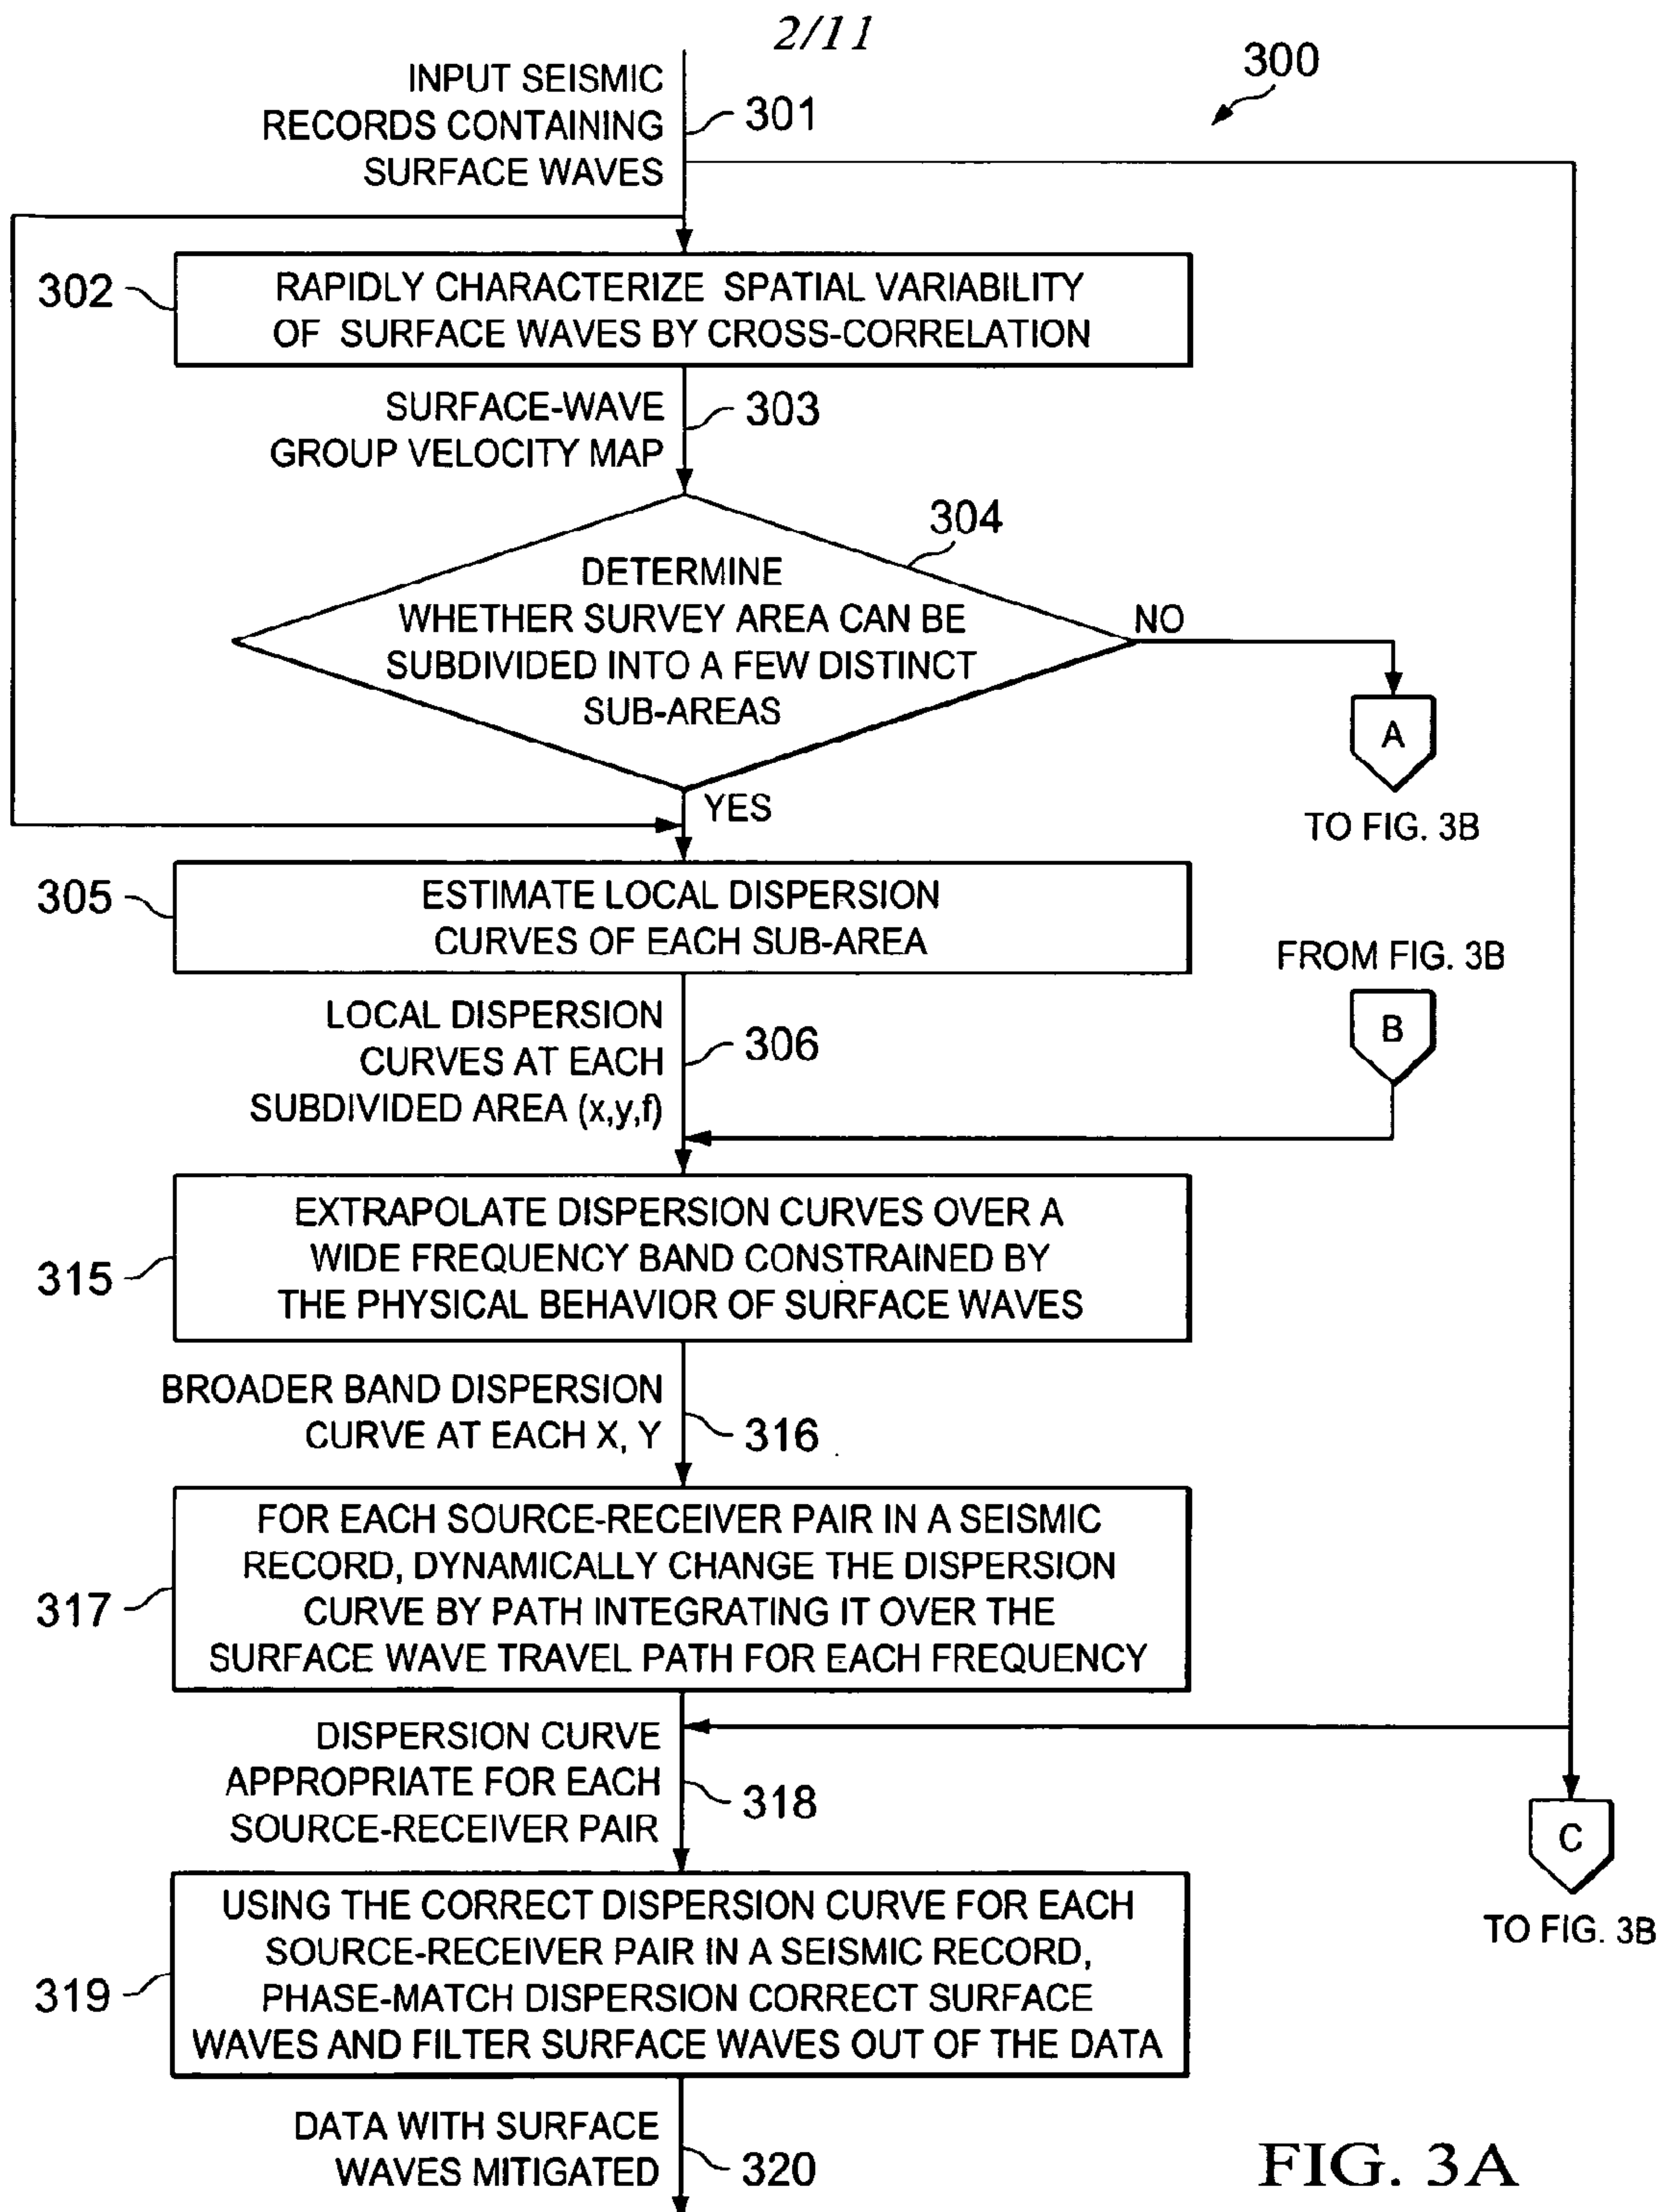 2/11
300
INPUT SEISMIC
RECORDS CONTAINING
SURFACE WAVES
301
302
RAPIDLY CHARACTERIZE SPATIAL VARIABILITY
OF SURFACE WAVES BY CROSS-CORRELATION
SURFACE-WAVE
GROUP VELOCITY MAP
303
304
DETERMINE
WHETHER SURVEY AREA CAN BE
SUBDIVIDED INTO A FEW DISTINCT
SUB-AREAS
NO
A
TO FIG. 3B
YES
305
ESTIMATE LOCAL DISPERSION
CURVES OF EACH SUB-AREA
FROM FIG. 3B
B
LOCAL DISPERSION
CURVES AT EACH
SUBDIVIDED AREA (x,y,f)
306
315
EXTRAPOLATE DISPERSION CURVES OVER A
WIDE FREQUENCY BAND CONSTRAINED BY
THE PHYSICAL BEHAVIOR OF SURFACE WAVES
BROADER BAND DISPERSION
CURVE AT EACH X, Y
316
317
FOR EACH SOURCE-RECEIVER PAIR IN A SEISMIC
RECORD, DYNAMICALLY CHANGE THE DISPERSION
CURVE BY PATH INTEGRATING IT OVER THE
SURFACE WAVE TRAVEL PATH FOR EACH FREQUENCY
DISPERSION CURVE
APPROPRIATE FOR EACH
SOURCE-RECEIVER PAIR
318
C
TO FIG. 3B
319
USING THE CORRECT DISPERSION CURVE FOR EACH
SOURCE-RECEIVER PAIR IN A SEISMIC RECORD,
PHASE-MATCH DISPERSION CORRECT SURFACE
WAVES AND FILTER SURFACE WAVES OUT OF THE DATA
DATA WITH SURFACE
WAVES MITIGATED
320
FIG. 3A